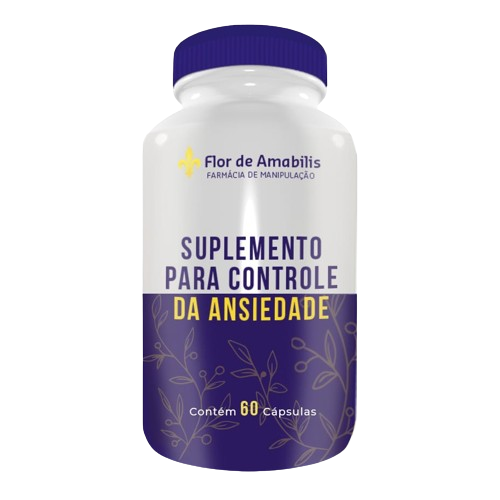 Flor de Amabilis
FARMÁCIA DE MANIPULAÇÃO
SUPLEMENTO
PARA CONTROLE
DA ANSIEDADE
Contém 60 Cápsulas